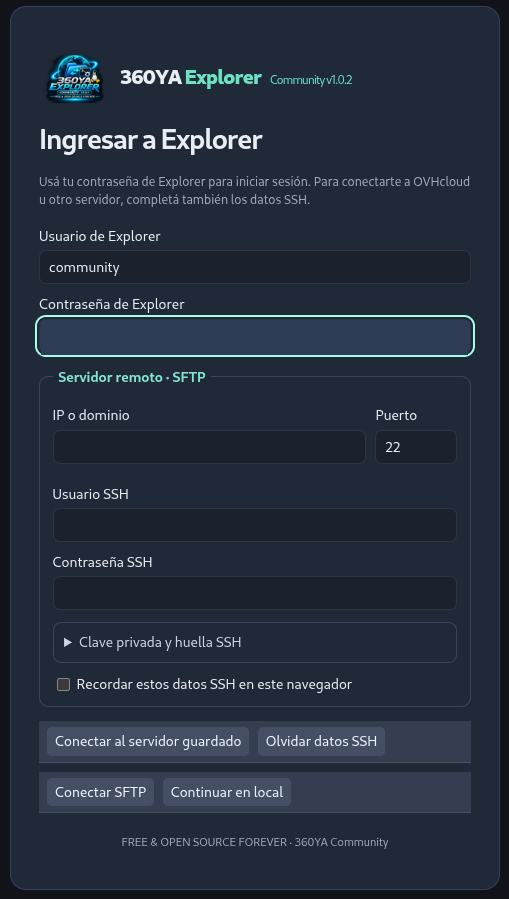 360YA
EXPLORER
360YA Explorer Community v1.0.2
Ingresar a Explorer
Usá tu contraseña de Explorer para iniciar sesión. Para conectarte a OVHcloud
u otro servidor, completá también los datos SSH.
Usuario de Explorer
community
Contraseña de Explorer
Servidor remoto · SFTP
IP o dominio Puerto
22
Usuario SSH
Contraseña SSH
Clave privada y huella SSH
Recordar estos datos SSH en este navegador
Conectar al servidor guardado Olvidar datos SSH
Conectar SFTP Continuar en local
FREE & OPEN SOURCE FOREVER · 360YA Community